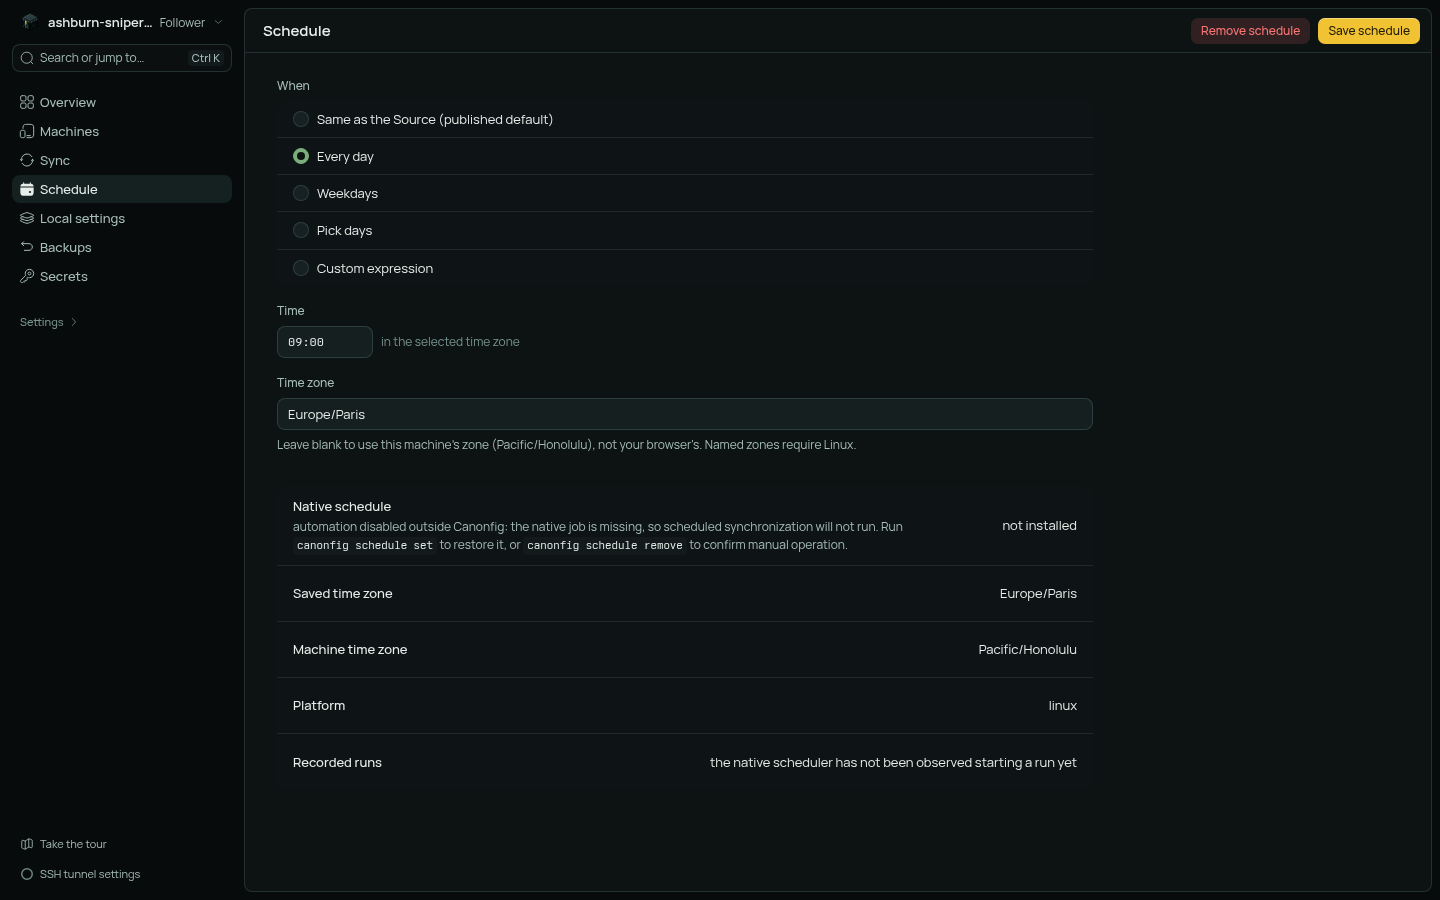 ashburn-sniper... Follower
Search or jump to... Ctrl K
Overview
Machines
Sync
Schedule
Local settings
Backups
Secrets
Settings
Take the tour
SSH tunnel settings
Schedule
Remove schedule
Save schedule
When
Same as the Source (published default)
Every day
Weekdays
Pick days
Custom expression
Time
09:00 in the selected time zone
Time zone
Europe/Paris
Leave blank to use this machine's zone (Pacific/Honolulu), not your browser's. Named zones require Linux.
Native schedule
automation disabled outside Canonfig: the native job is missing, so scheduled synchronization will not run. Run
canonfig schedule set to restore it, or canonfig schedule remove to confirm manual operation.
not installed
Saved time zone Europe/Paris
Machine time zone Pacific/Honolulu
Platform linux
Recorded runs the native scheduler has not been observed starting a run yet